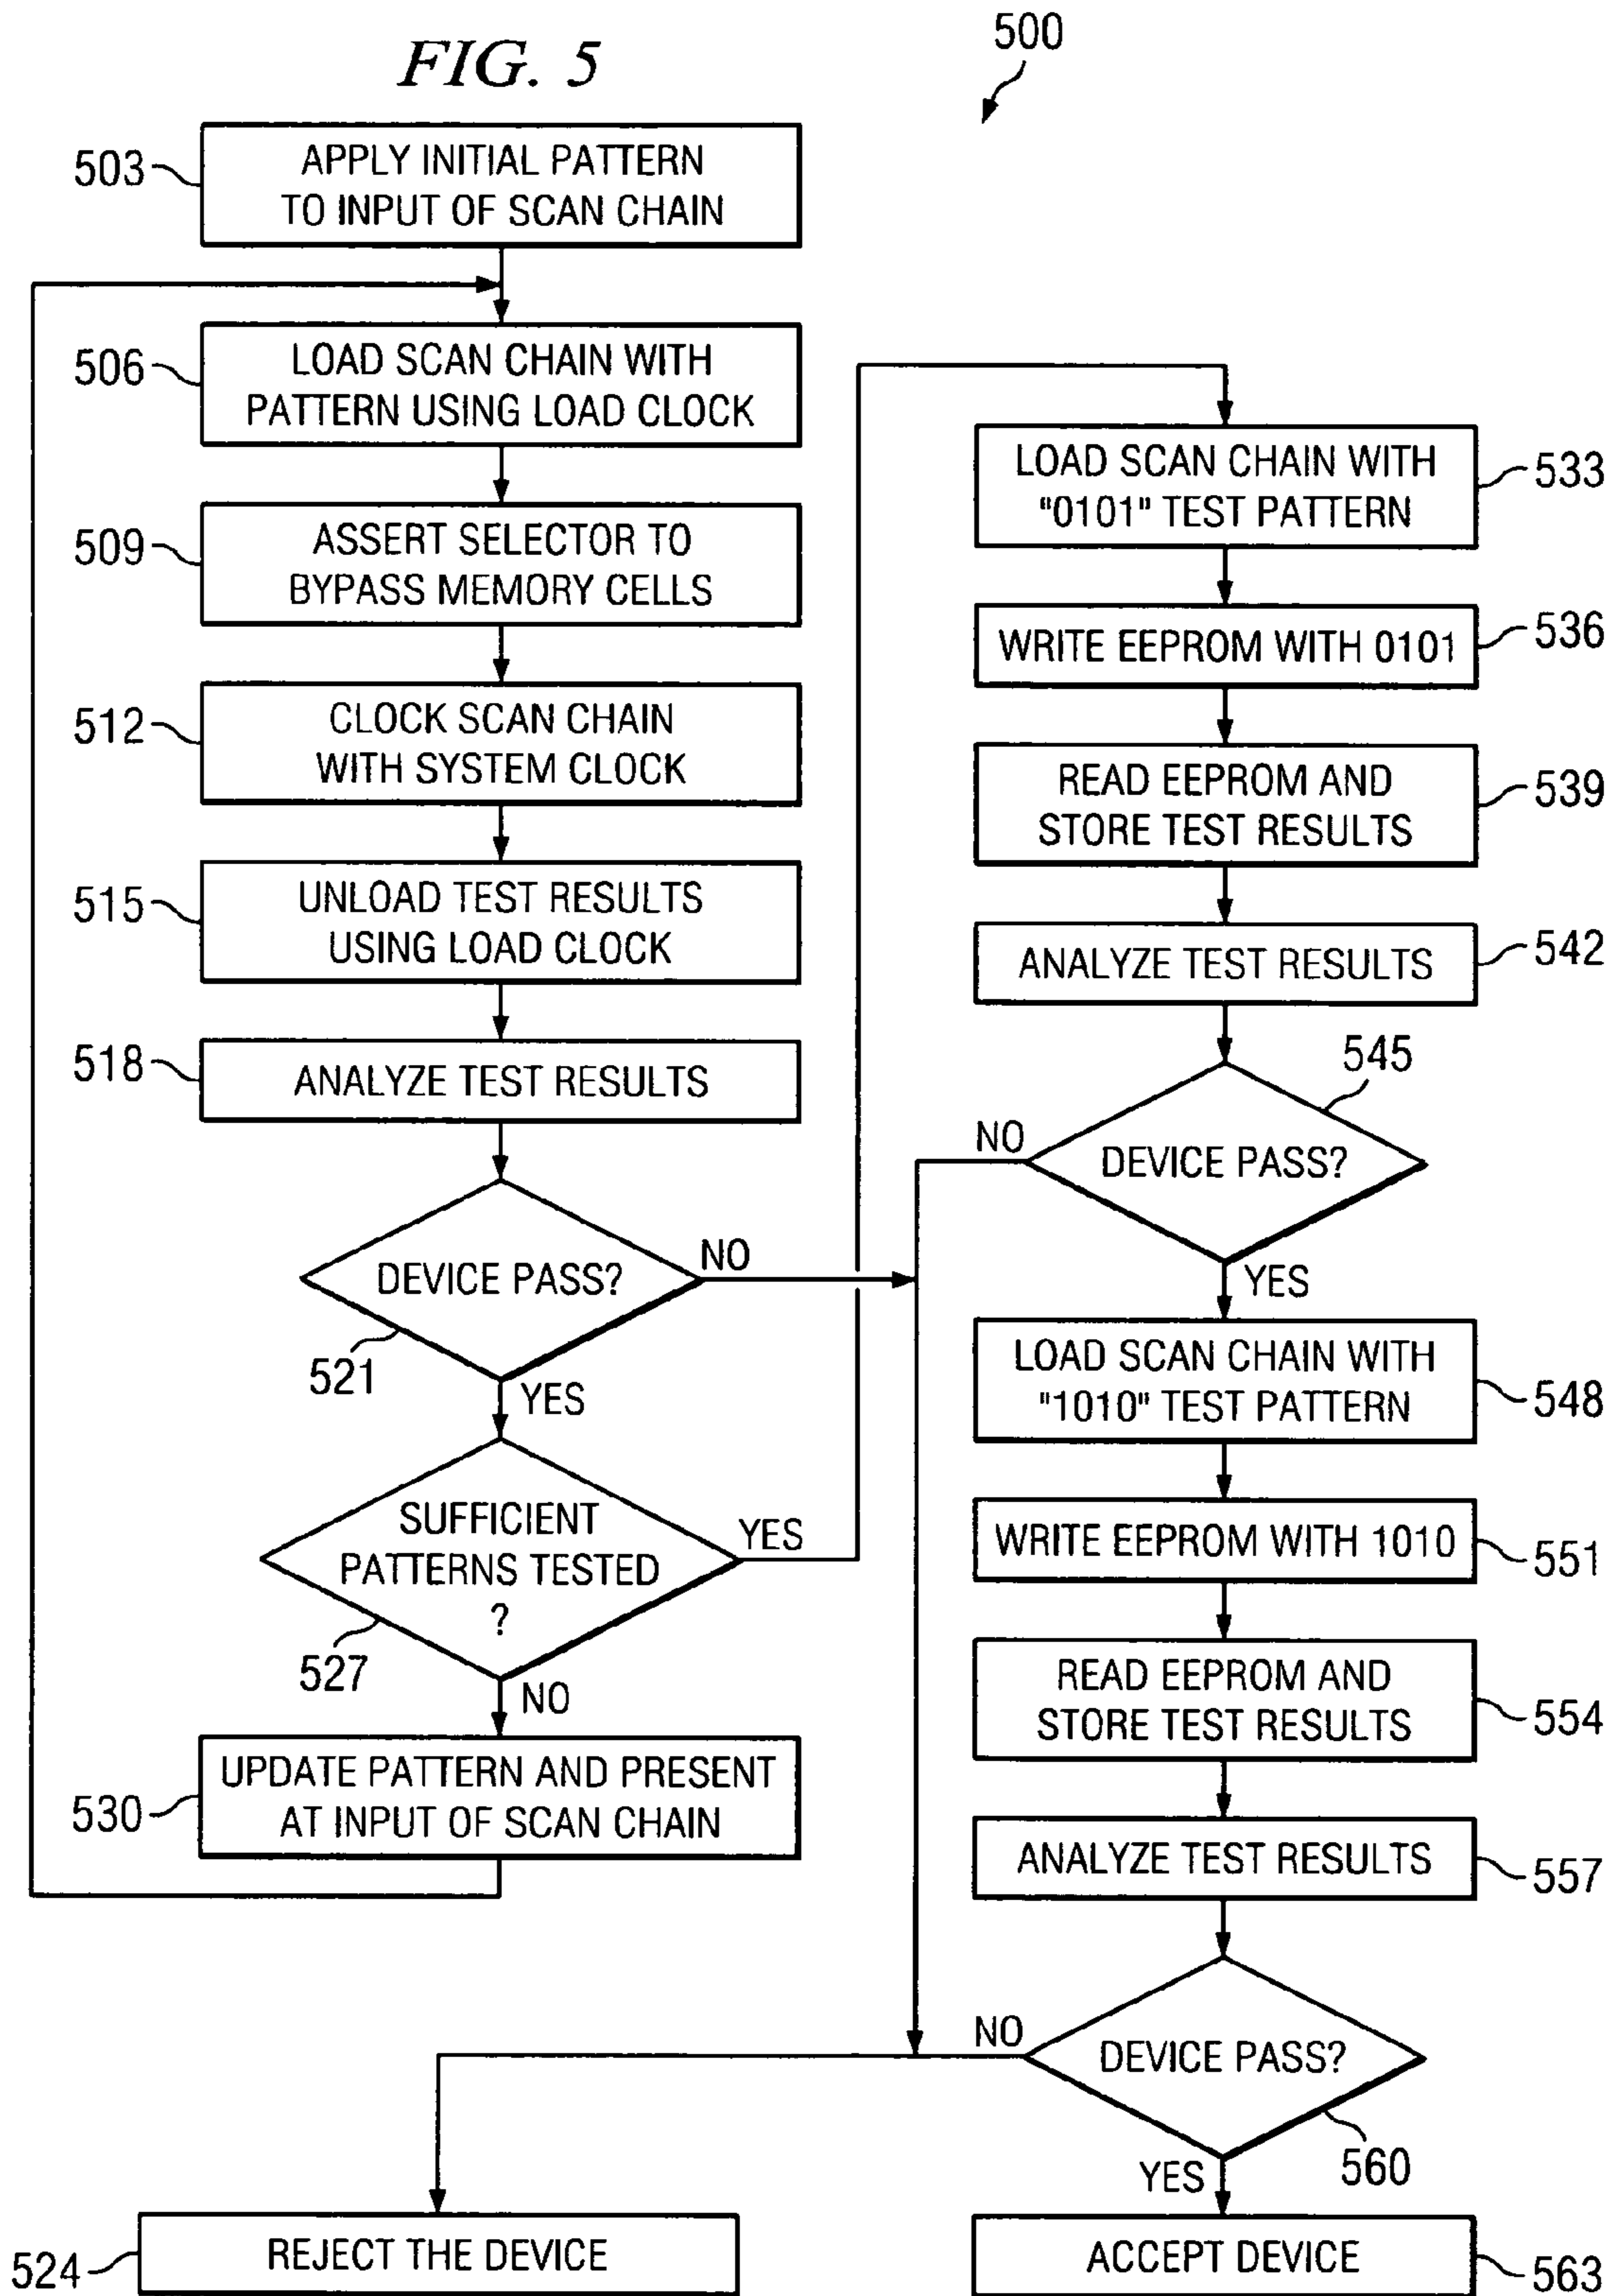 FIG. 5
500
503
APPLY INITIAL PATTERN
TO INPUT OF SCAN CHAIN
506
LOAD SCAN CHAIN WITH
PATTERN USING LOAD CLOCK
509
ASSERT SELECTOR TO
BYPASS MEMORY CELLS
512
CLOCK SCAN CHAIN
WITH SYSTEM CLOCK
515
UNLOAD TEST RESULTS
USING LOAD CLOCK
518
ANALYZE TEST RESULTS
DEVICE PASS?
NO
521
YES
SUFFICIENT
PATTERNS TESTED
?
YES
527
NO
530
UPDATE PATTERN AND PRESENT
AT INPUT OF SCAN CHAIN
LOAD SCAN CHAIN WITH
"0101" TEST PATTERN
533
WRITE EEPROM WITH 0101
536
READ EEPROM AND
STORE TEST RESULTS
539
ANALYZE TEST RESULTS
542
545
NO
DEVICE PASS?
YES
LOAD SCAN CHAIN WITH
"1010" TEST PATTERN
548
WRITE EEPROM WITH 1010
551
READ EEPROM AND
STORE TEST RESULTS
554
ANALYZE TEST RESULTS
557
NO
DEVICE PASS?
560
YES
524
REJECT THE DEVICE
ACCEPT DEVICE
563